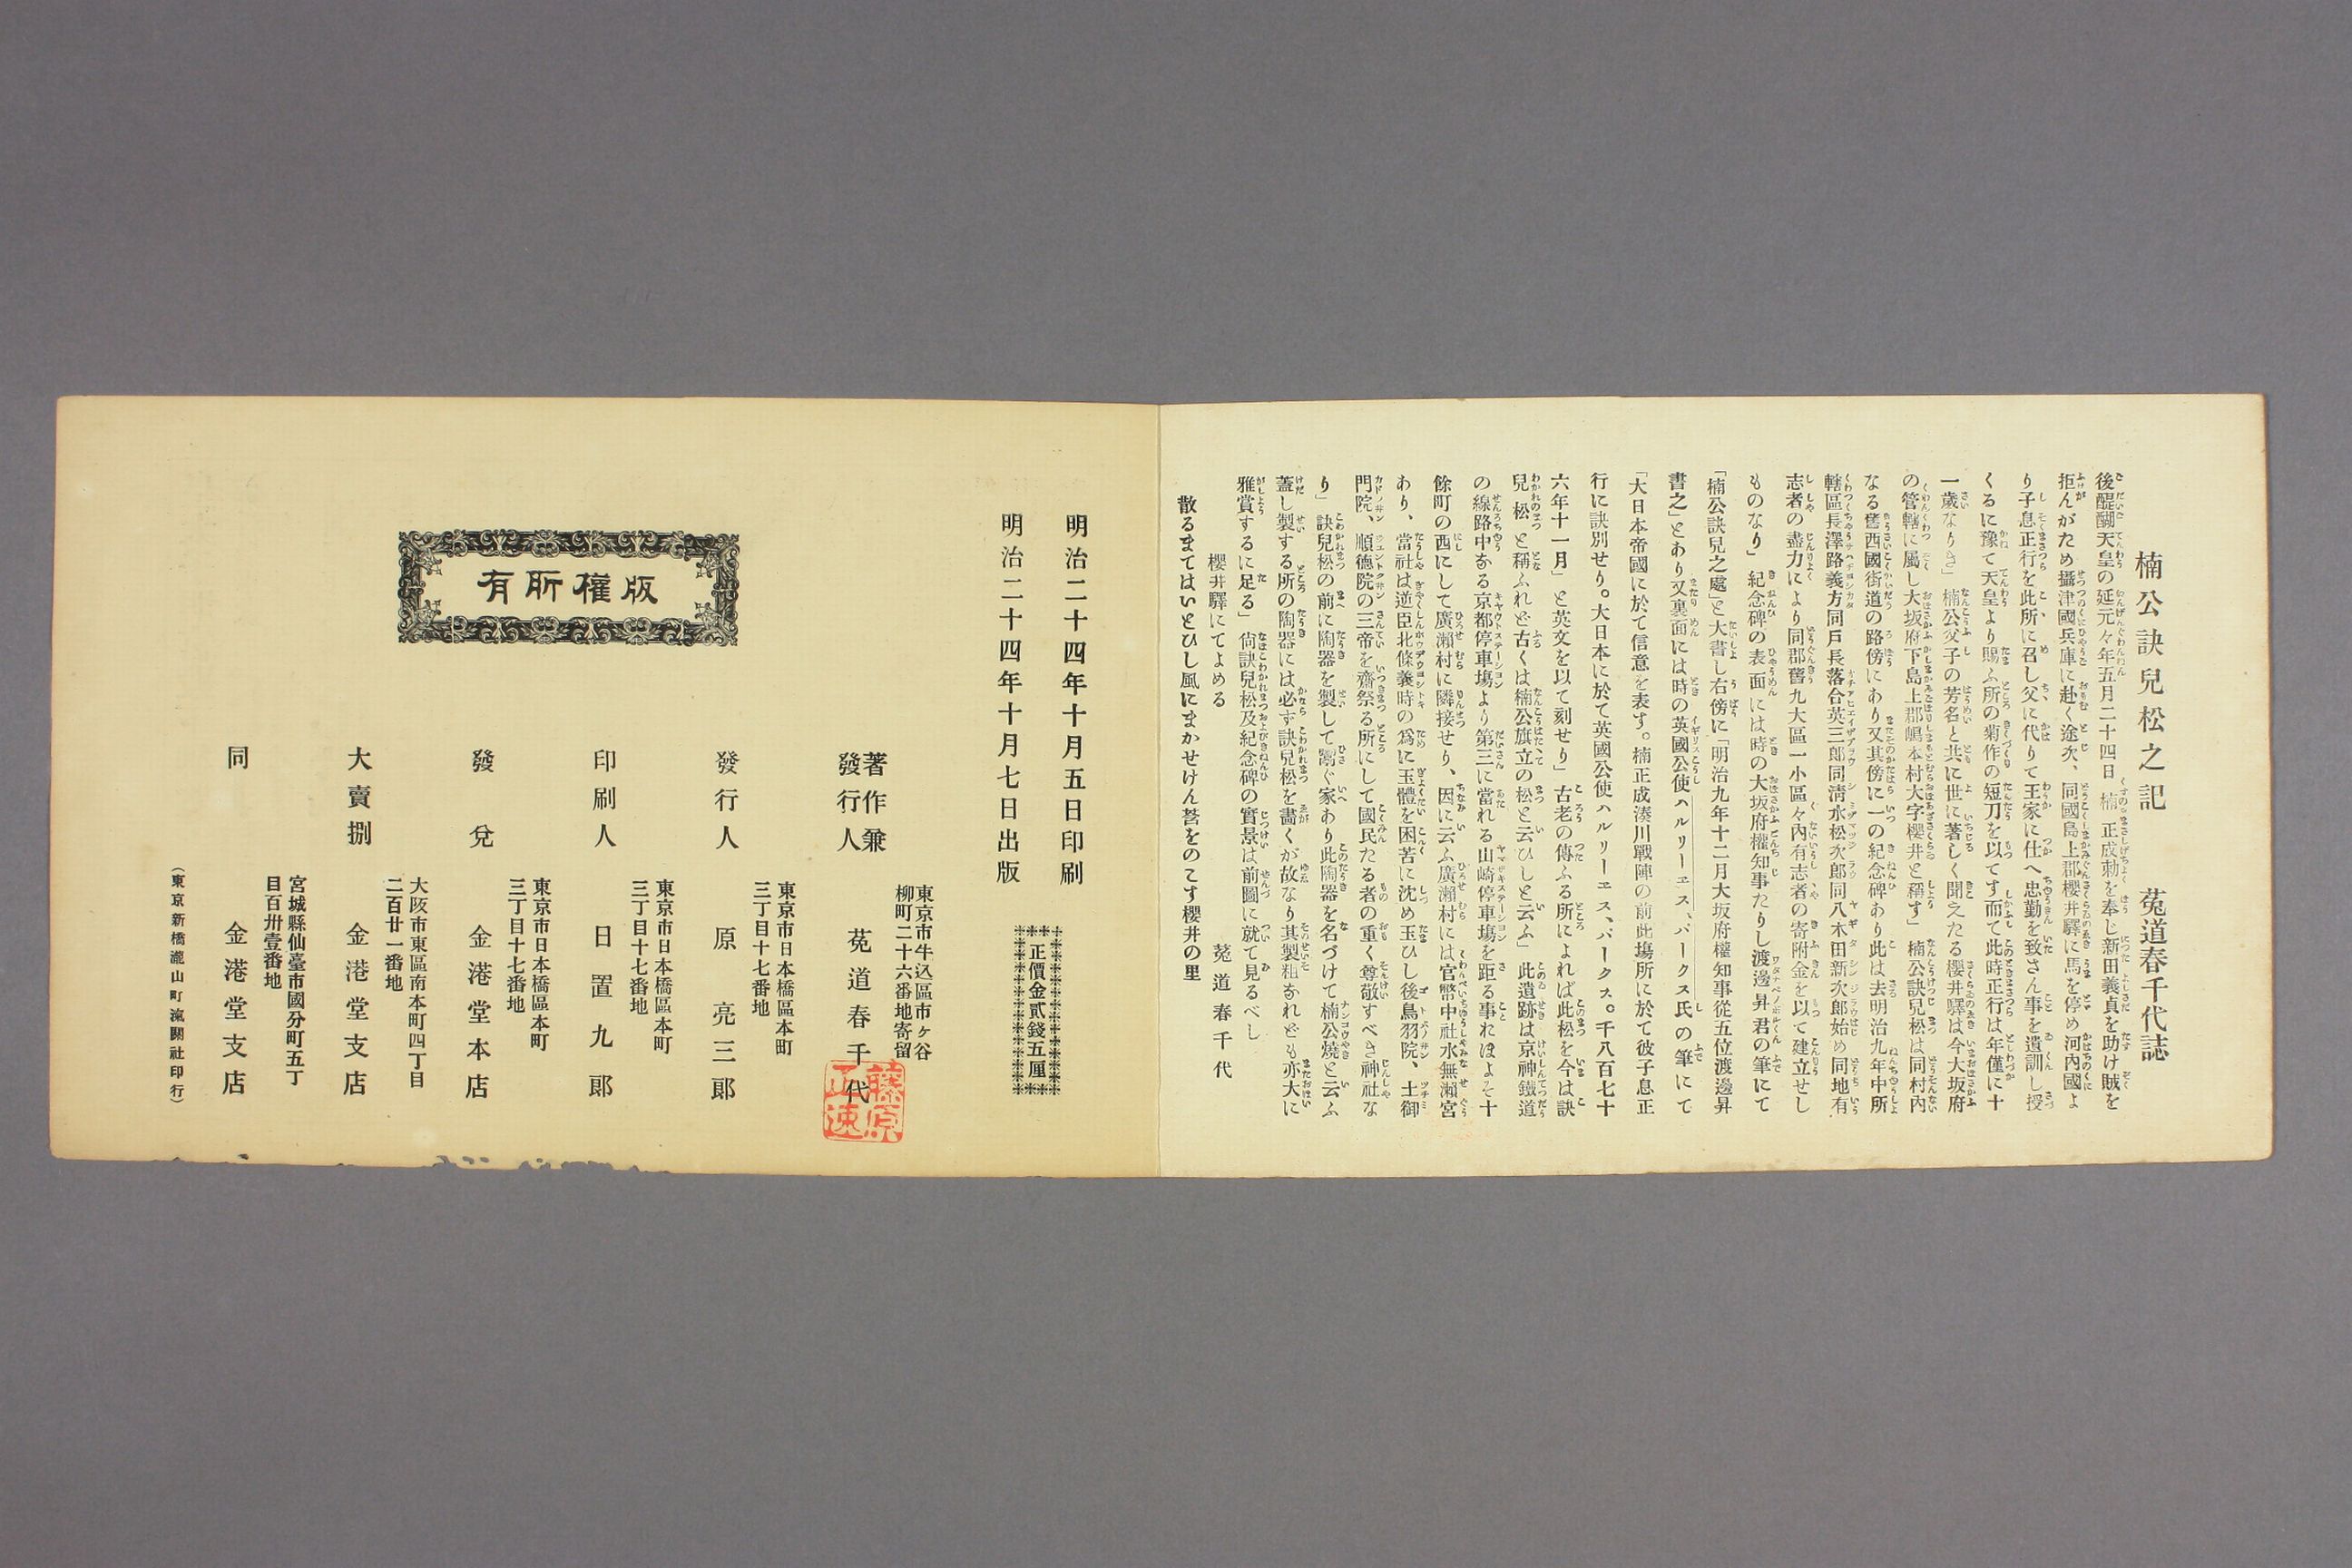 楠公訣兒松之記　菟道春千代誌
後醍醐天皇の延元々年五月二十四日楠正成勅を奉じ新田義貞を助け賊を
拒んがため攝津國兵庫に赴く途次、同國島上郡櫻井驛に馬を停め河內國よ
り子息正行を此所に召し父に代りて王家に仕へ忠勤を致さん事を遺訓し授
くるに豫て天皇より賜ふ所の菊作の短刀を以てす而て此時正行は年僅に十
一歲なりき」楠公父子の芳名と共に世に著しく聞えたる櫻井驛は今大坂府
の管轄に屬し大坂府下島上郡嶋本村大字櫻井と稱す」楠公訣兒松は同村內
なる舊西國街道の路傍にあり又其傍に一の紀念碑あり此は去明治九年中所
轄區長澤路義方同戶長落合英三郎同淸水松次郎同八木田新次郎始め同地有
志者の盡力により同郡舊九大區一小區々內有志者の寄附金を以て建立せし
ものなり」紀念碑の表面には時の大坂府權知事たりし渡邊昇君の筆にて
「楠公訣兒之處」と大書し右傍に「明治九年十二月大坂府權知事從五位渡邊昇
書之」とあり又裏面には時の英國公使ハルリーエス、パークス氏の筆にて
「大日本帝國に於て信意を表す。楠正成湊川戰陣の前此塲所に於て彼子息正
行に訣別せり。大日本に於て英國公使ハルリーエス、パークス。千八百七十
六年十一月」と英文を以て刻せり」古老の傳ふる所によれば此松を今は訣
兒松と稱ふれど古くは楠公旗立の松と云ひしと云ふ」此遺跡は京神鐵道
の線路中なる京都停車塲より第三に當れる山崎停車塲を距る事ればよそ十
餘町の西にして廣瀨村に隣接せり、因に云ふ廣瀨村には官幣中社水無瀨宮
あり、當社は逆臣北條義時の爲に玉體を困苦に沈め玉ひし後鳥羽院、土御
門院、順德院の三帝を齋祭る所にして國民たる者の重く尊敬すべき神社な
り」訣兒松の前に陶器を製して鬻ぐ家あり此陶器を名づけて楠公燒と云ふ
蓋し製する所の陶器には必ず訣兒松を畵くが故なり其製粗なれども亦大に
雅賞するに足る」尙訣兒松及紀念碑の實景は前圖に就て見るべし
櫻井驛にてよめる　菟道春千代
散るまてはいとひし風にまかせけん誉をのこす櫻井の里
明治二十四年十月五日印刷
明治二十四年十月七日出版
正價金貳錢五厘
東京市牛込區市ヶ谷
柳町二十六番地寄留
著作兼
發行人　菟道春千代
藤原正速
東京市日本橋區本町
三丁目十七番地
發行人　原亮三郎
東京市日本橋區本町
三丁目十七番地
印刷人　日置九郎
東京市日本橋區本町
三丁目十七番地
發兌　金港堂本店
大阪市東區南本町四丁目
二百廿一番地
大賣捌　金港堂支店
宮城縣仙臺市國分町五丁
目百卅壹番地
同　金港堂支店
版權所有
（東京新橋瀧山町滊關社印行）